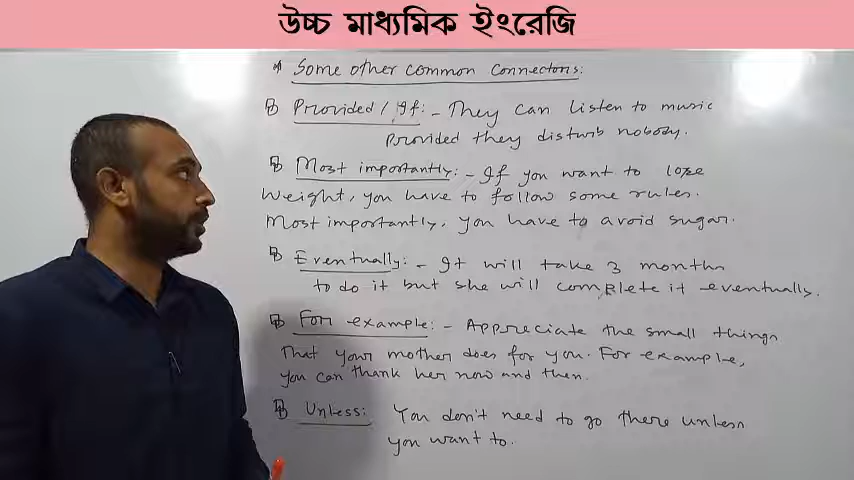 উচ্চ মাধ্যমিক ইংরেজি
* Some other common connectors:
Provided / If: - They can listen to music
provided they disturb nobody.
Most importantly: - If you want to lose
weight, you have to follow some rules.
Most importantly, you have to avoid sugar.
Eventually: - It will take 3 months
to do it but she will complete it eventually.
For example: - Appreciate the small things
that your mother does for you. For example,
you can thank her now and then.
Unless: You don't need to go there unless
you want to.